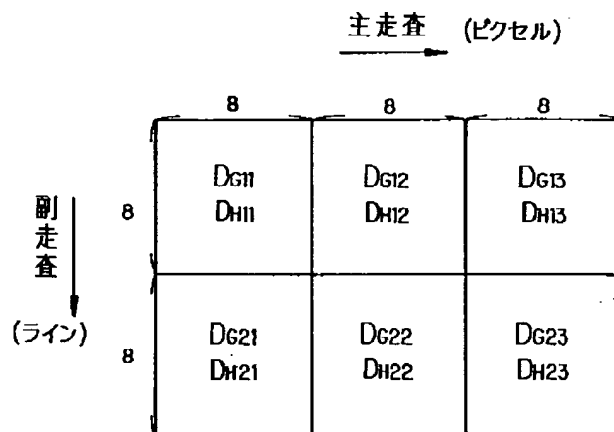 主走査 (ピクセル)
8 8 8
8 DG11 DG12 DG13
DH11 DH12 DH13
副走査
(ライン)
8 DG21 DG22 DG23
DH21 DH22 DH23